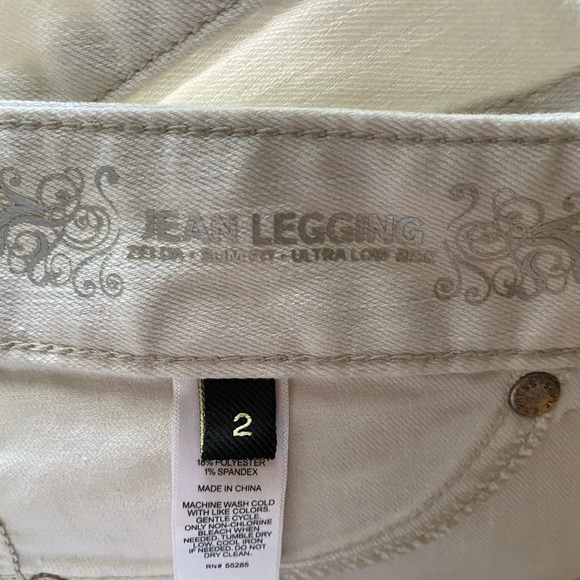 JEAN LEGGING
ZELDA • SLIM FIT • ULTRA LOW RISE
2
18% POLYESTER
1% SPANDEX
MADE IN CHINA
MACHINE WASH COLD
WITH LIKE COLORS.
GENTLE CYCLE.
ONLY NON-CHLORINE
BLEACH WHEN
NEEDED, TUMBLE DRY
LOW, COOL IRON
IF NEEDED. DO NOT
DRY CLEAN.
RN# 55285